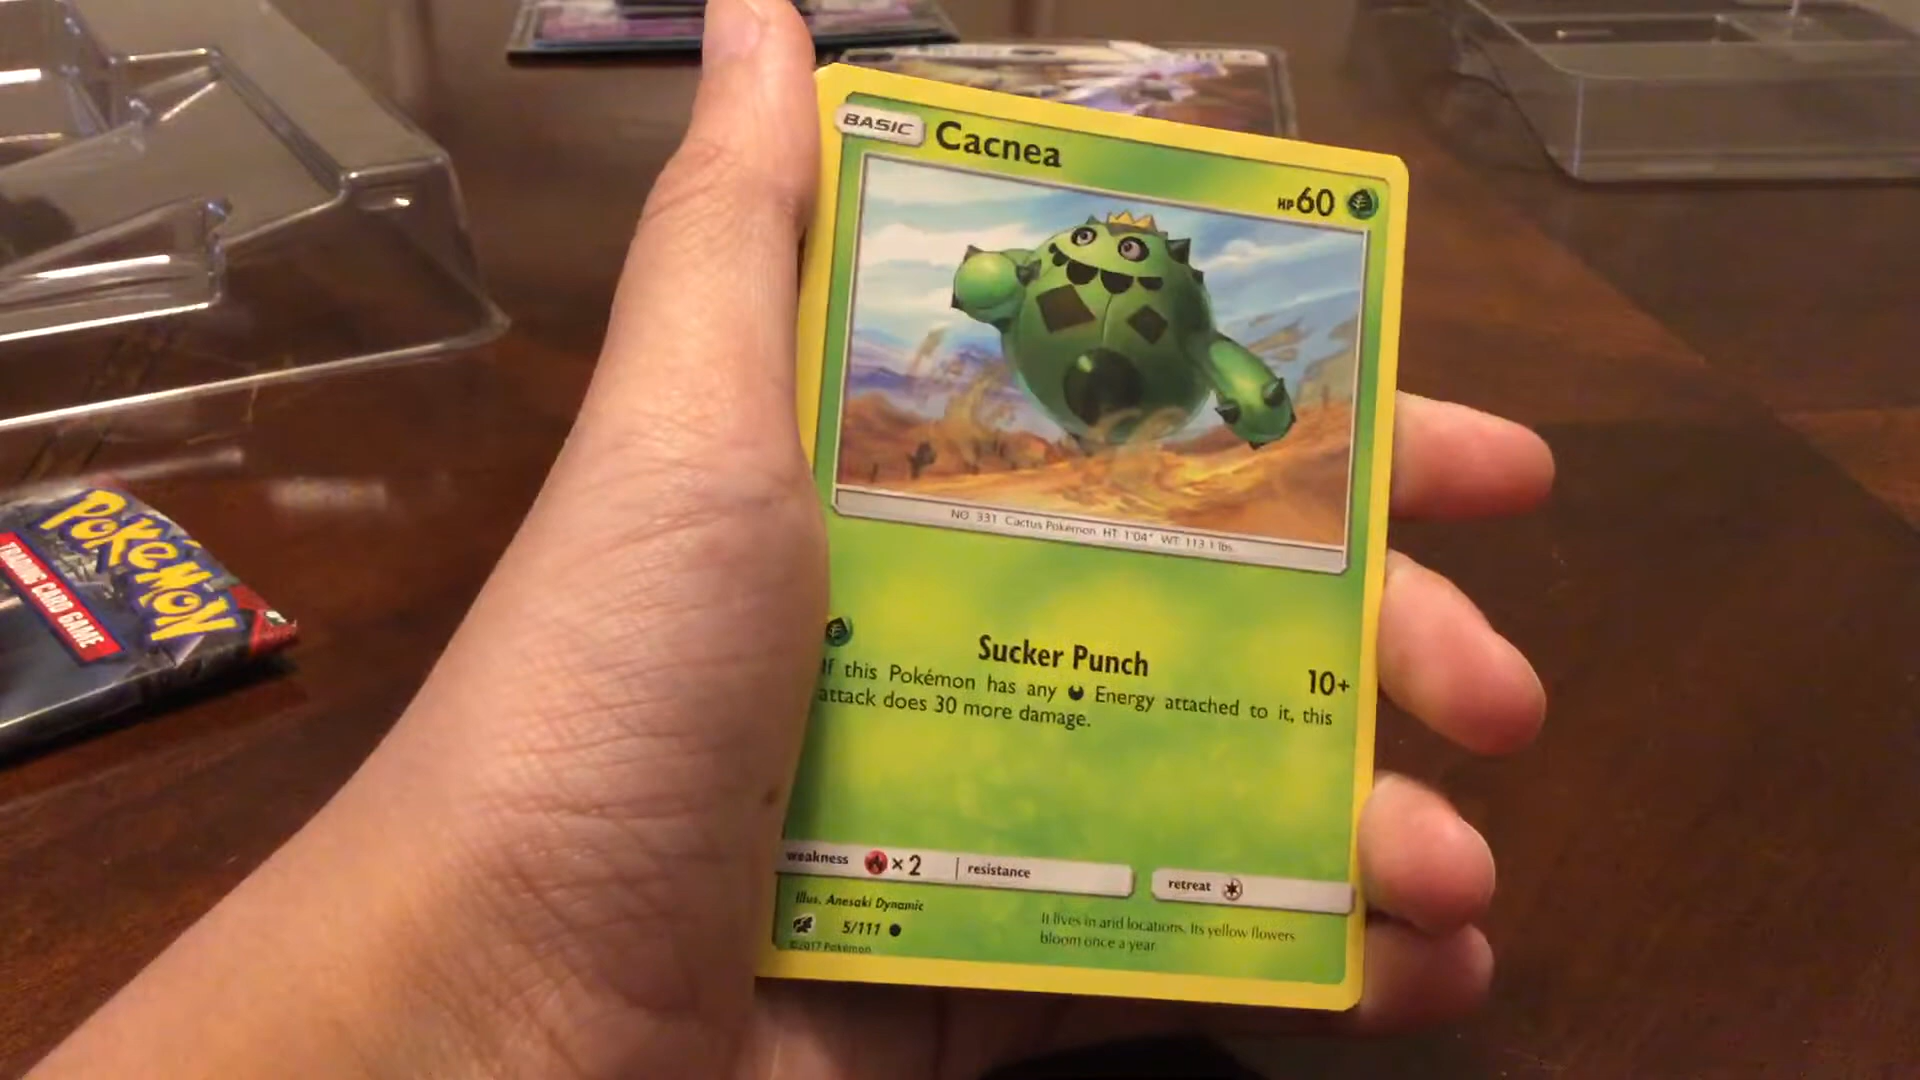 BASIC Cacnea
HP 60
NO. 331 Cactus Pokémon HT 1'04" WT 113.1 lbs.
Sucker Punch
10+
If this Pokémon has any Energy attached to it, this
attack does 30 more damage.
weakness ×2 resistance
retreat
Illus. Anesaki Dynamic
5/111
©2017 Pokémon
It lives in arid locations. Its yellow flowers
bloom once a year.
POKéMON
TRADING CARD GAME